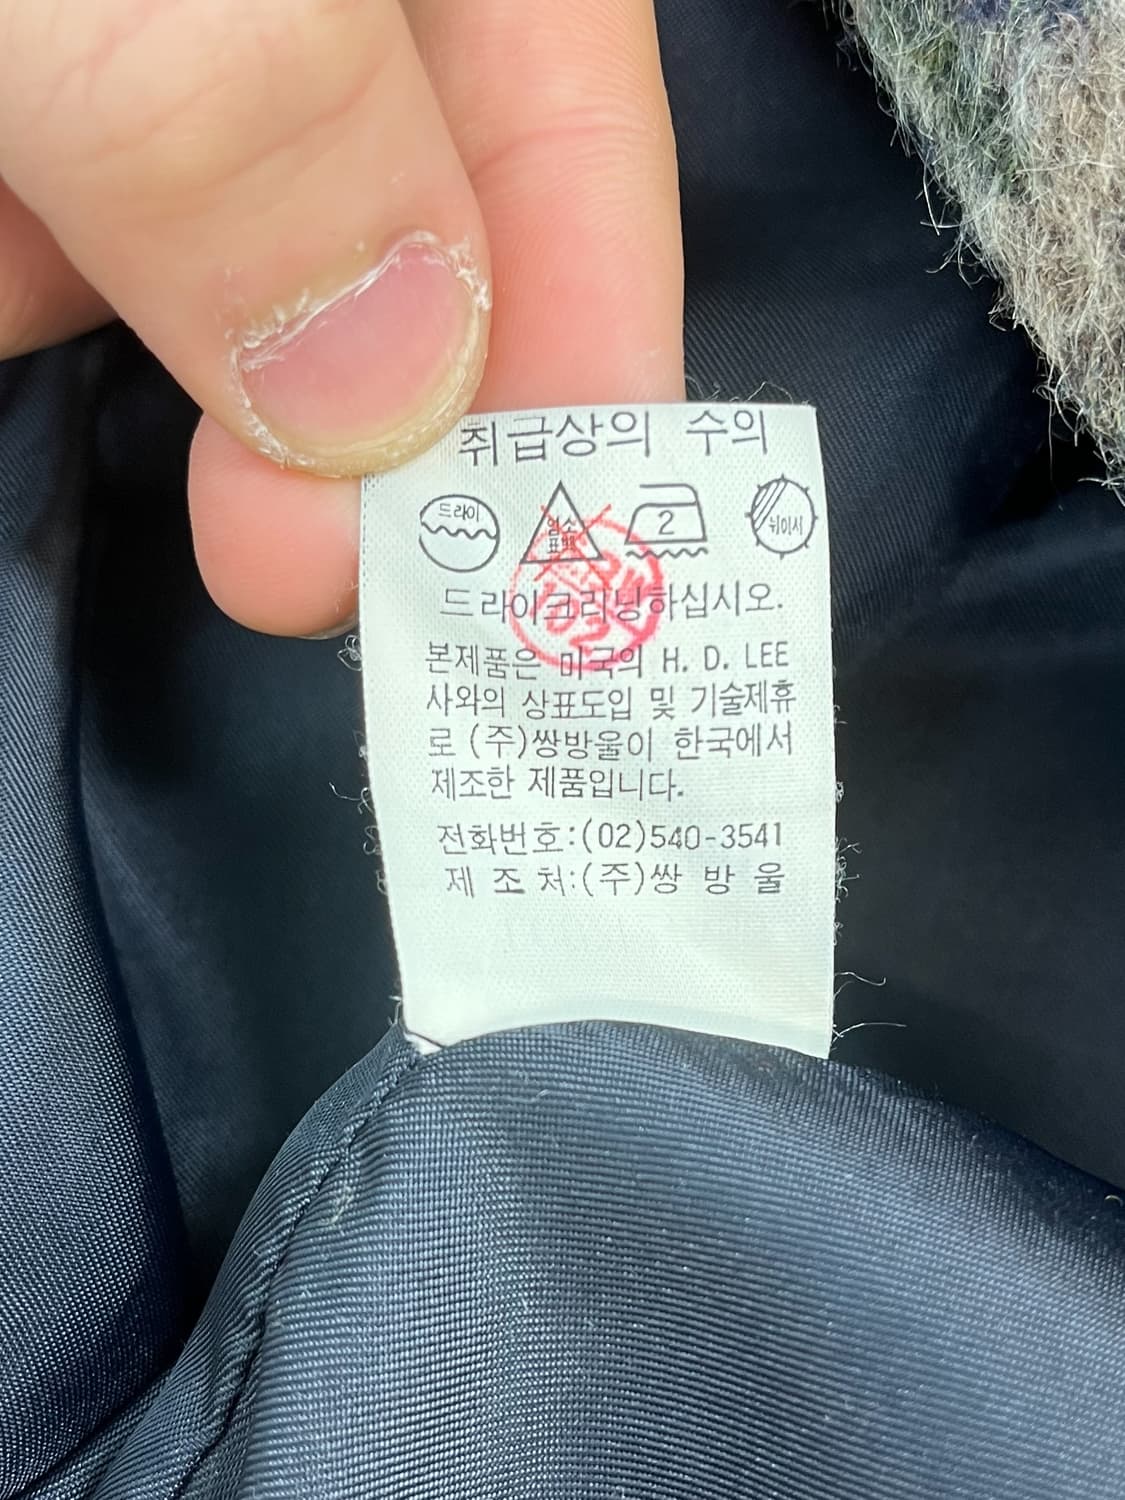 취급상의 수의
드라이
염소
표백
2
뉘이서
드라이크리닝하십시오.
본제품은 미국의 H. D. LEE
사와의 상표도입 및 기술제휴
로 (주)쌍방울이 한국에서
제조한 제품입니다.
전화번호:(02)540-3541
제 조 처:(주)쌍 방 울